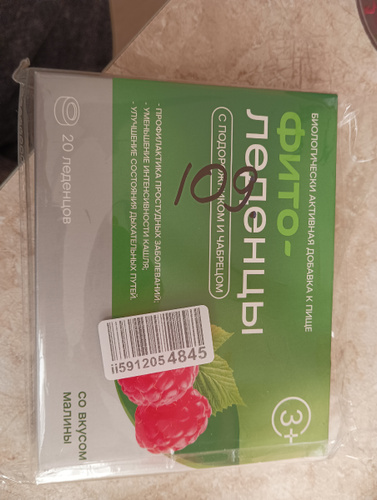 БИОЛОГИЧЕСКИ АКТИВНАЯ ДОБАВКА К ПИЩЕ
ФИТО-
ЛЕДЕНЦЫ
С ПОДОРОЖНИКОМ И ЧАБРЕЦОМ
109
- ПРОФИЛАКТИКА ПРОСТУДНЫХ ЗАБОЛЕВАНИЙ;
- УМЕНЬШЕНИЕ ИНТЕНСИВНОСТИ КАШЛЯ;
- УЛУЧШЕНИЕ СОСТОЯНИЯ ДЫХАТЕЛЬНЫХ ПУТЕЙ.
20 леденцов
3+
ii5912054845
СО ВКУСОМ
МАЛИНЫ